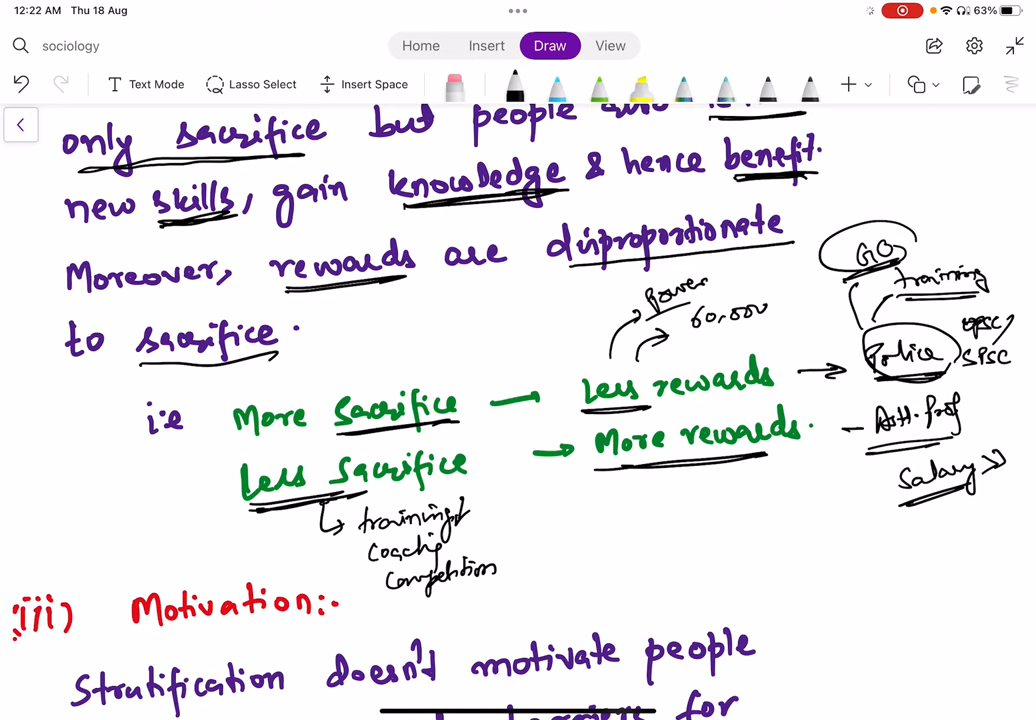 12:22 AM Thu 18 Aug
63%
sociology
Home Insert Draw View
Text Mode Lasso Select Insert Space
only sacrifice but people
new skills, gain knowledge & hence benefit.
Moreover, rewards are disproportionate
to sacrifice.
GO
training
Power
60,000
Police
UPSC/
SPSC
i.e More Sacrifice — Less rewards →
Less Sacrifice → More rewards.
— Asst. Prof
Salary >>
training/
Coaching
Competition
iii) Motivation:-
Stratification doesn't motivate people
for